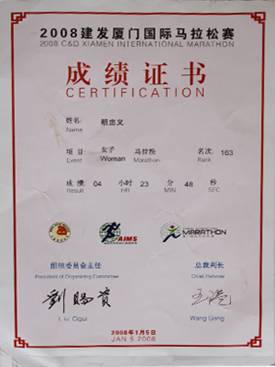 2008建发厦门国际马拉松赛
2008 C&D XIAMEN INTERNATIONAL MARATHON
成绩证书
CERTIFICATION
姓名:
Name
项目: 女子 马拉松 名次: 163
Event Woman Marathon Rank
成绩: 04 小时 23 分 48 秒
Result HR MIN SEC
AIMS
MARATHON
组织委员会主任 总裁判长
President of Organizing Committee Chief Referee
Wang Gang
2008年1月5日
JAN 5 2008